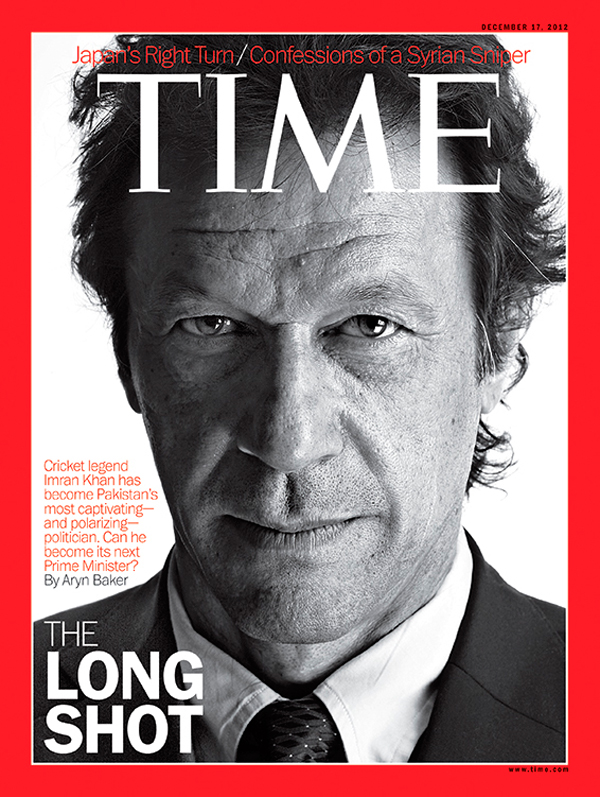 DECEMBER 17, 2012
Japan's Right Turn / Confessions of a Syrian Sniper
TIME
Cricket legend
Imran Khan has
become Pakistan's
most captivating—
and polarizing—
politician. Can he
become its next
Prime Minister?
By Aryn Baker
THE
LONG
SHOT
www.time.com